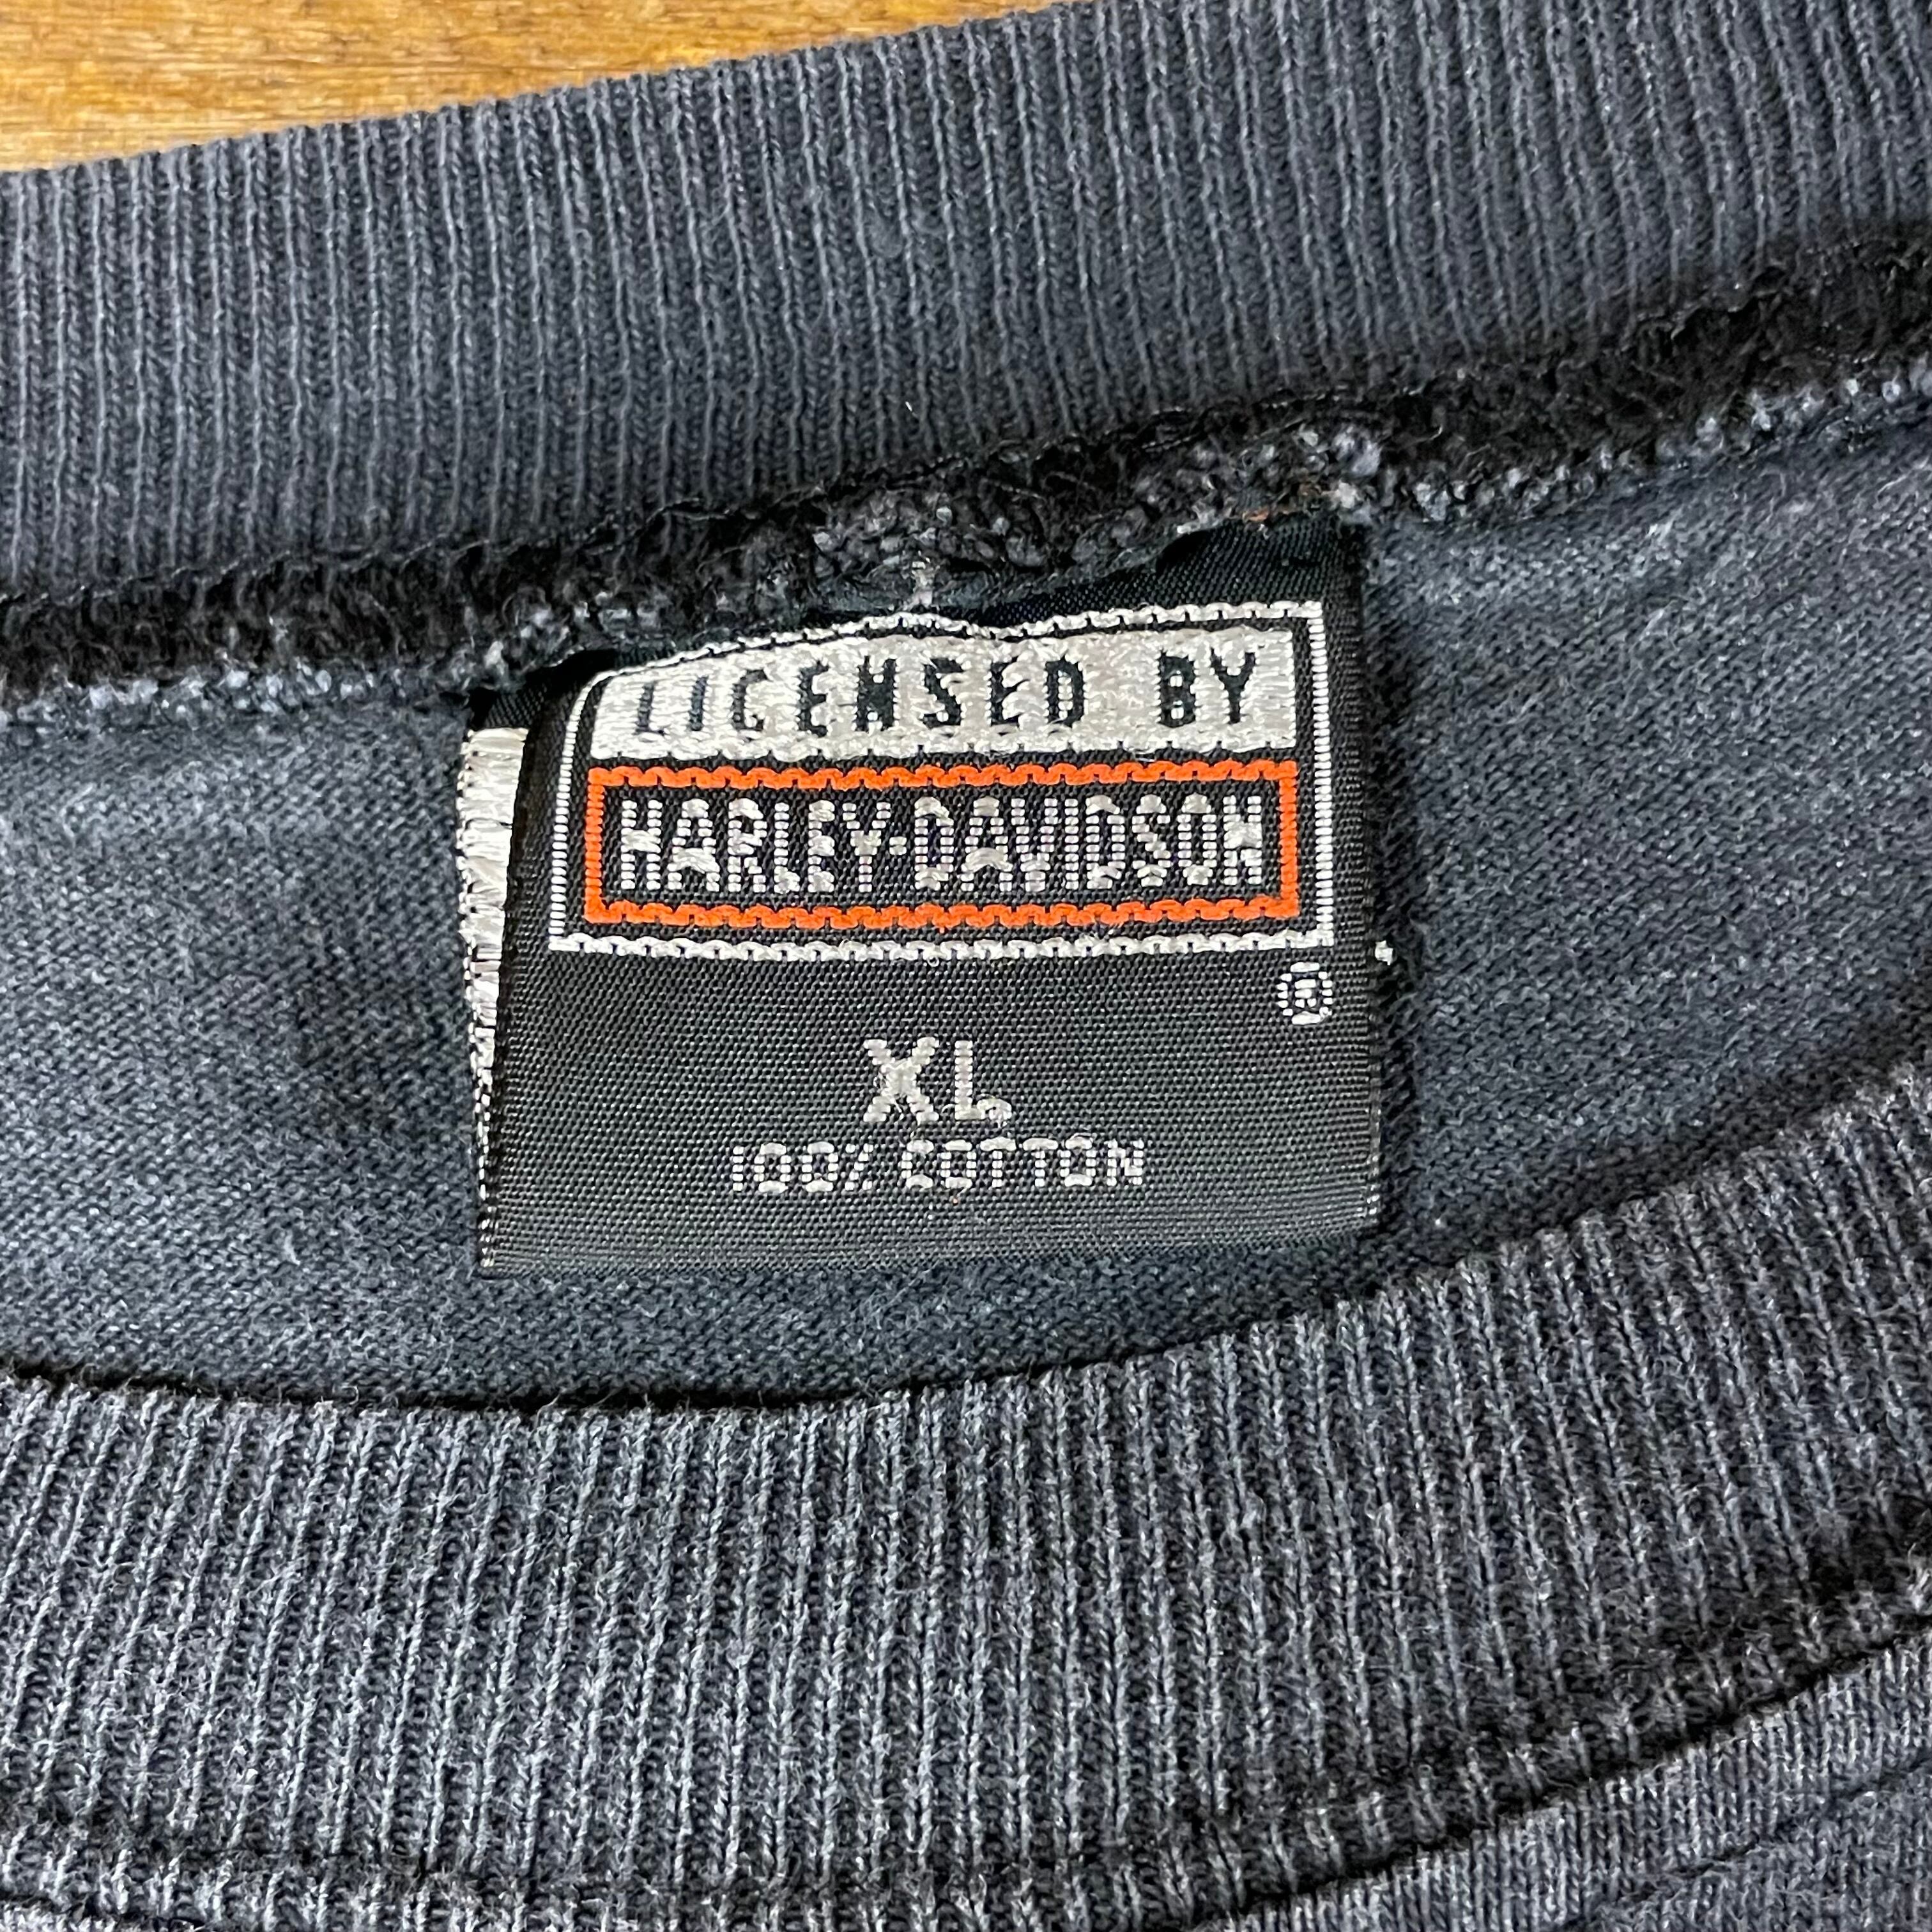 LICENSED BY
HARLEY-DAVIDSON
®
XL
100% COTTON